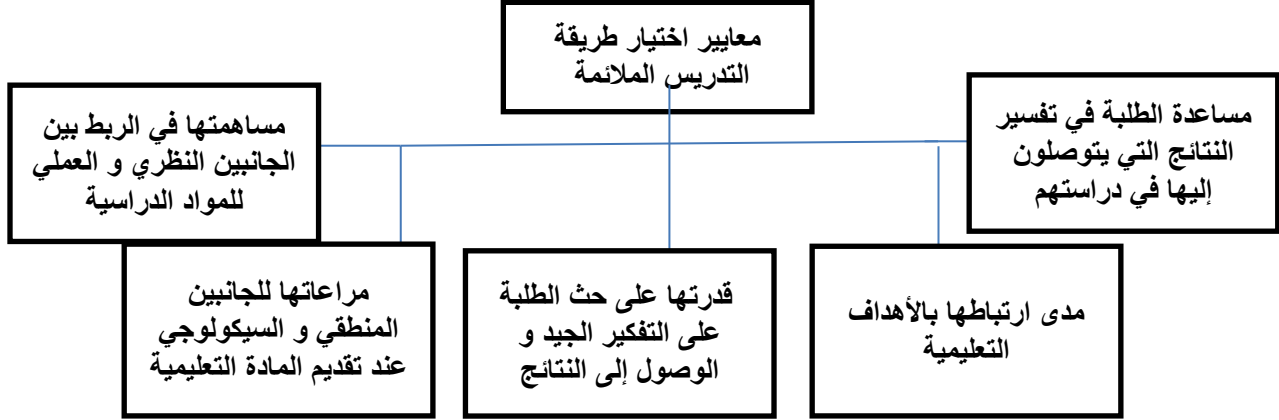 معايير اختيار طريقة
التدريس الملائمة
مساعدة الطلبة في تفسير
النتائج التي يتوصلون
إليها في دراستهم
مساهمتها في الربط بين
الجانبين النظري و العملي
للمواد الدراسية
مدى ارتباطها بالأهداف
التعليمية
قدرتها على حث الطلبة
على التفكير الجيد و
الوصول إلى النتائج
مراعاتها للجانبين
المنطقي و السيكولوجي
عند تقديم المادة التعليمية